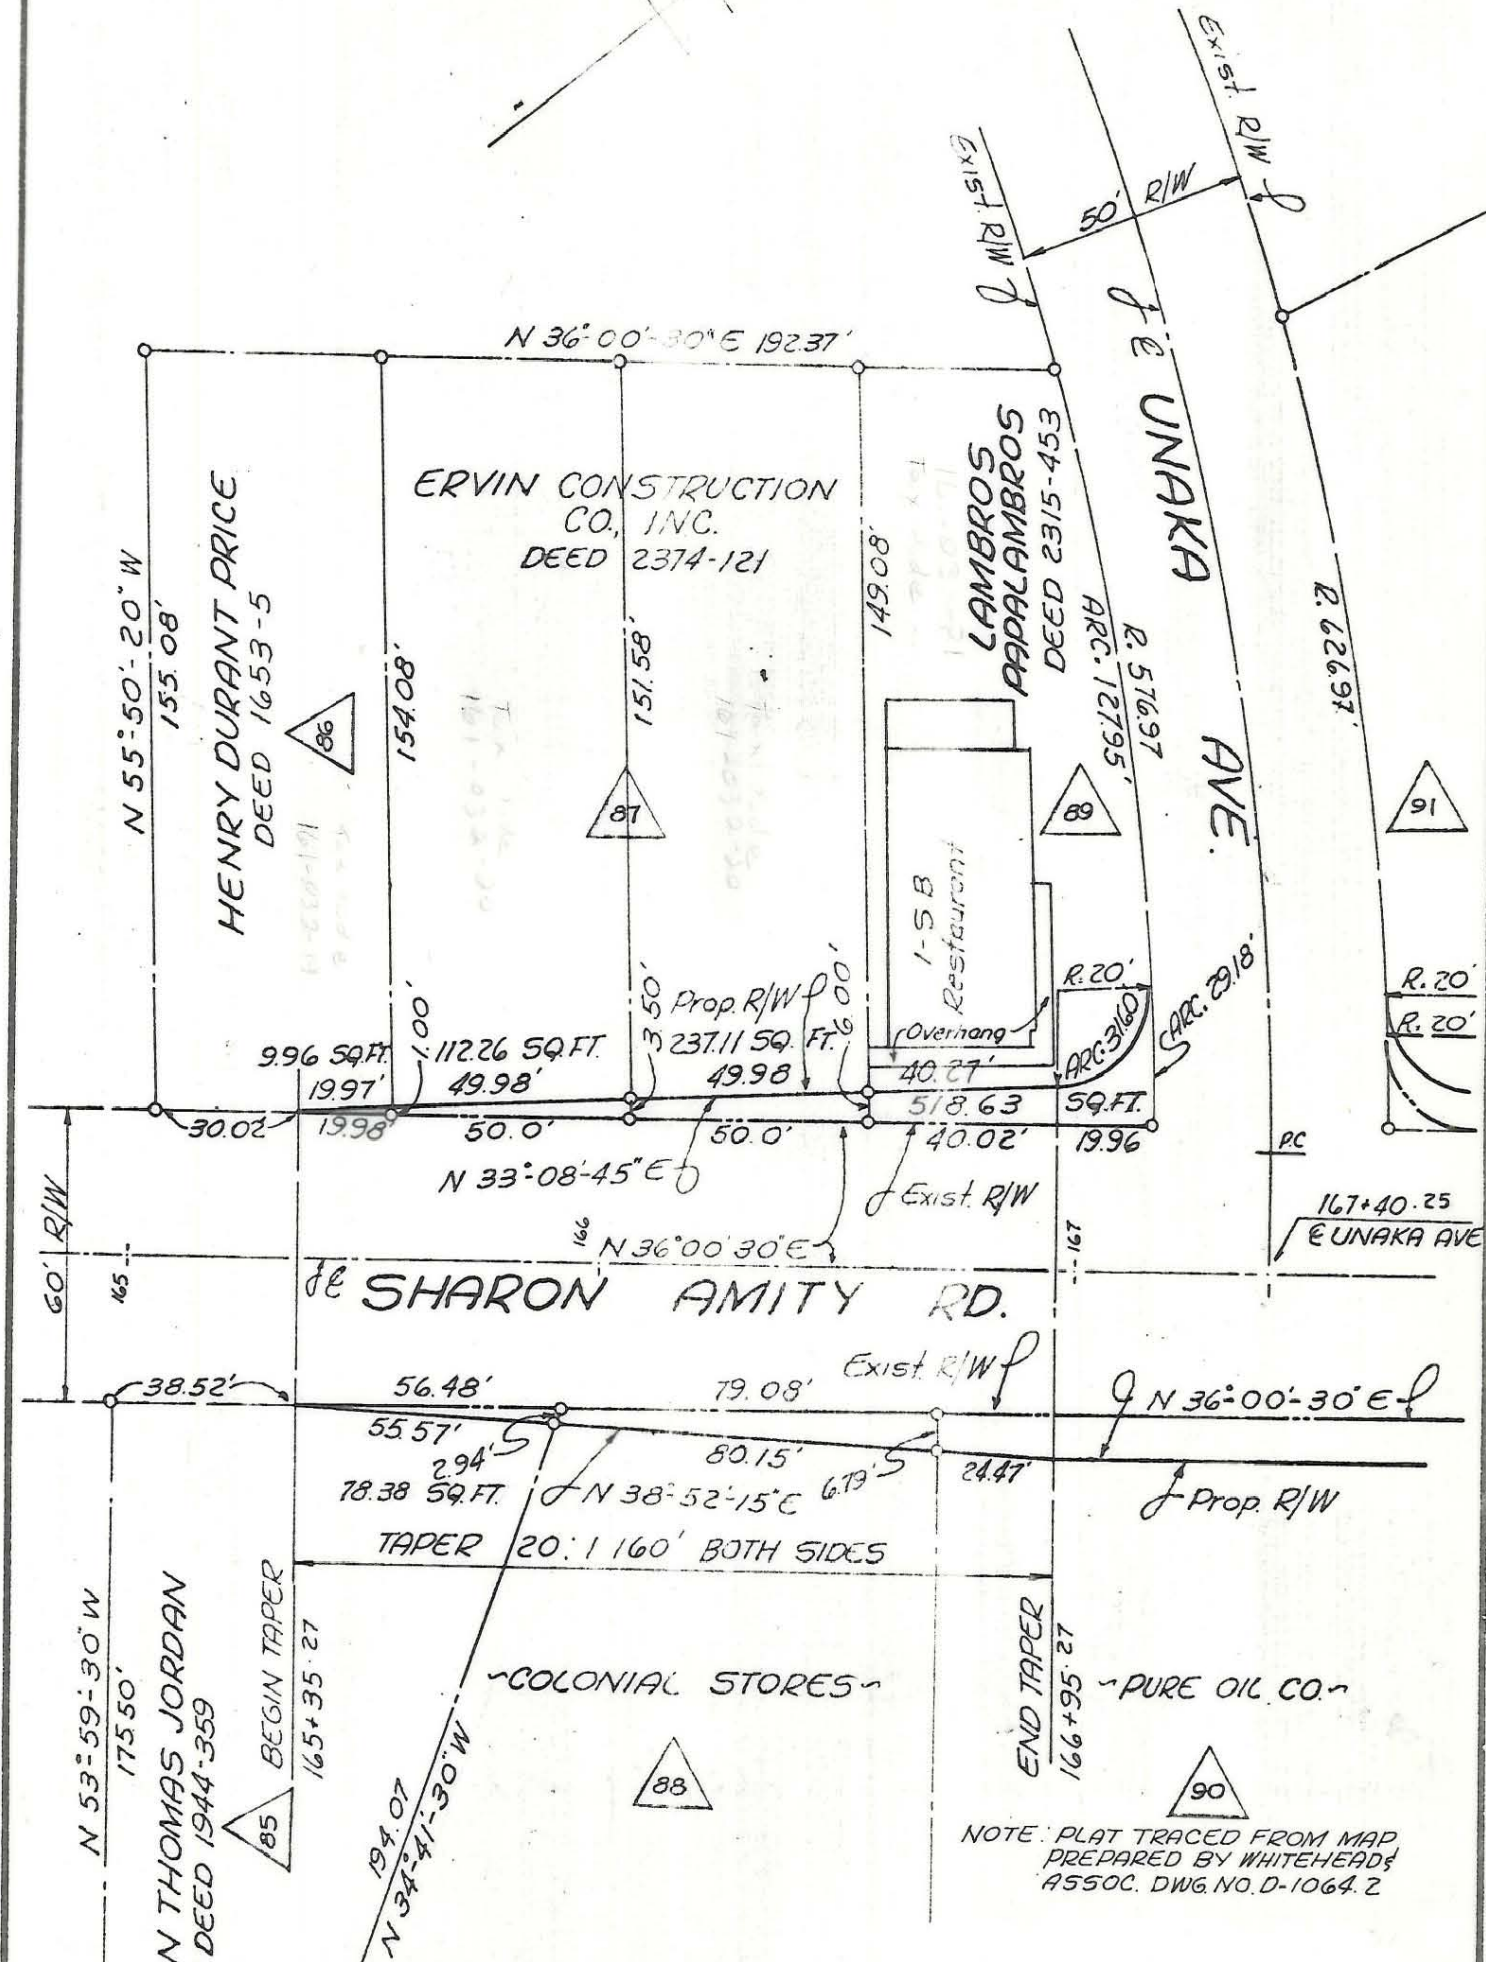 Exist. R/W
Exist. R/W
50' R/W
N 36°-00'-30"E 192.37'
℄ UNAKA AVE.
ERVIN CONSTRUCTION
CO., INC.
DEED 2374-121
LAMBROS
PAPALAMBROS
DEED 2315-453
N 55°-50'-20" W
155.08'
HENRY DURANT PRICE
DEED 1653-5
86
154.08'
151.58'
149.08'
87
R. 576.97
ARC. 127.95'
R. 626.97'
89
91
1-S B
Restaurant
R. 20'
ARC. 29.18
R. 20'
R. 20'
1.00'
3.50'
Prop. R/W
6.00'
Overhang
ARC. 31.60
9.96 SQ.FT.
112.26 SQ.FT.
237.11 SQ. FT.
19.97'
49.98'
49.98
40.27'
518.63 SQ.FT.
30.02
19.98'
50.0'
50.0'
40.02'
19.96
N 33°-08'-45"E
Exist. R/W
P.C
60' R/W
165
166
N 36°00'30"E
167
167+40.25
℄ UNAKA AVE
℄ SHARON AMITY RD.
38.52'
56.48'
79.08'
Exist. R/W
N 36°-00'-30"E
55.57'
2.94'
80.15'
6.79'
24.47'
78.38 SQ.FT.
N 38°-52'-15"E
Prop. R/W
TAPER 20:1 160' BOTH SIDES
N 53°-59'-30"W
175.50'
N THOMAS JORDAN
DEED 1944-359
85
BEGIN TAPER
165+35.27
~COLONIAL STORES~
88
194.07
N 34°-41'-30"W
END TAPER
166+95.27
~PURE OIL CO.~
90
NOTE: PLAT TRACED FROM MAP
PREPARED BY WHITEHEAD &
ASSOC. DWG. NO. D-1064.2